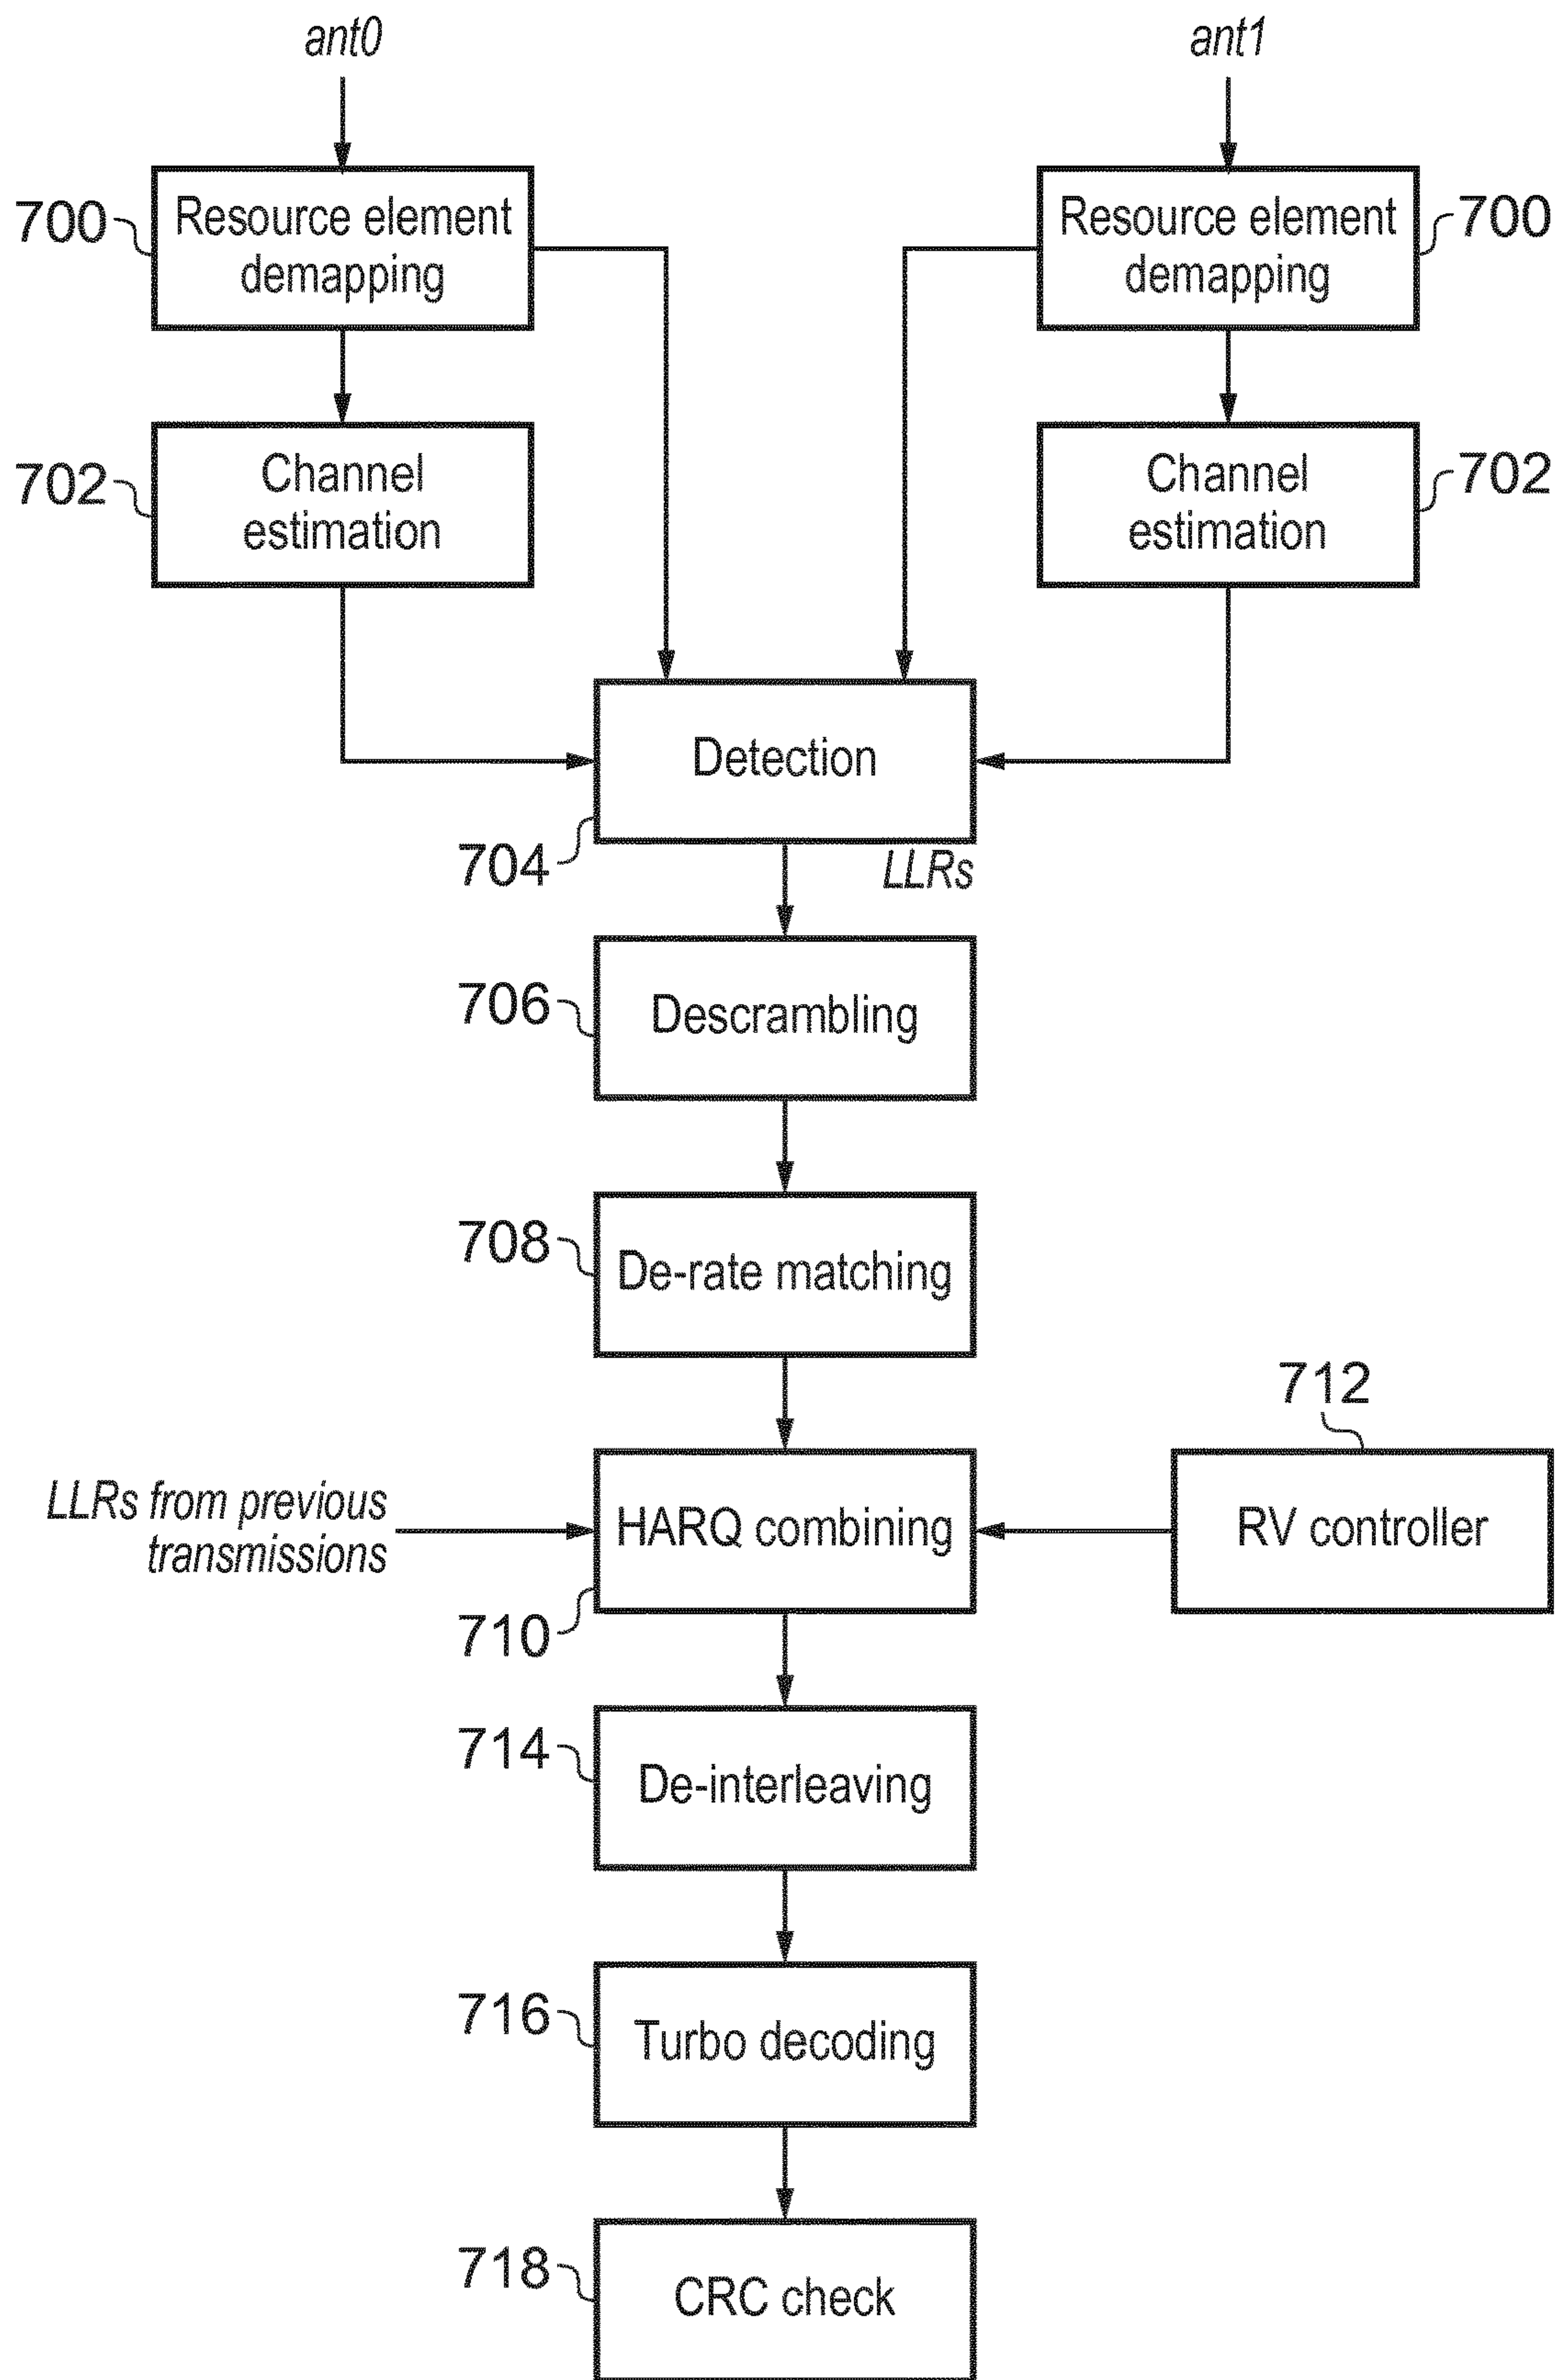 ant0
ant1
700
Resource element
demapping
Resource element
demapping
700
702
Channel
estimation
Channel
estimation
702
Detection
704
LLRs
706
Descrambling
708
De-rate matching
712
LLRs from previous
transmissions
HARQ combining
RV controller
710
714
De-interleaving
716
Turbo decoding
718
CRC check